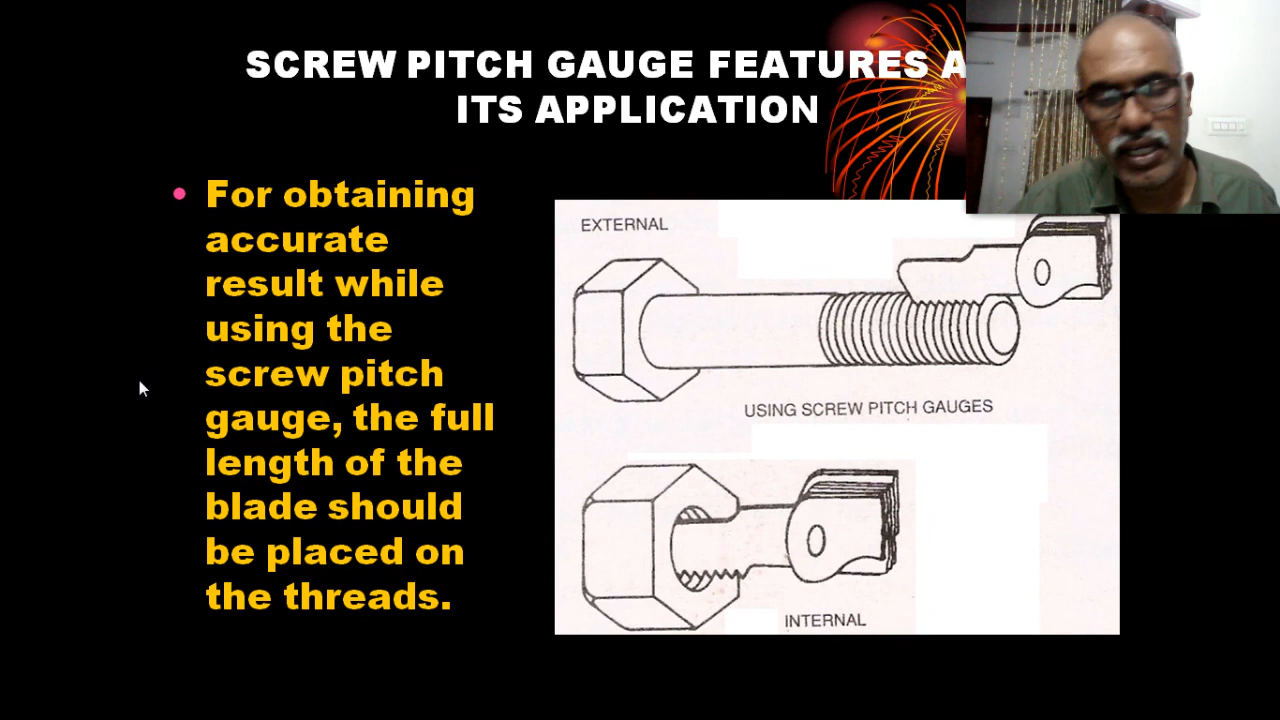 SCREW PITCH GAUGE FEATURES
ITS APPLICATION
• For obtaining
accurate
result while
using the
screw pitch
gauge, the full
length of the
blade should
be placed on
the threads.
EXTERNAL
USING SCREW PITCH GAUGES
INTERNAL